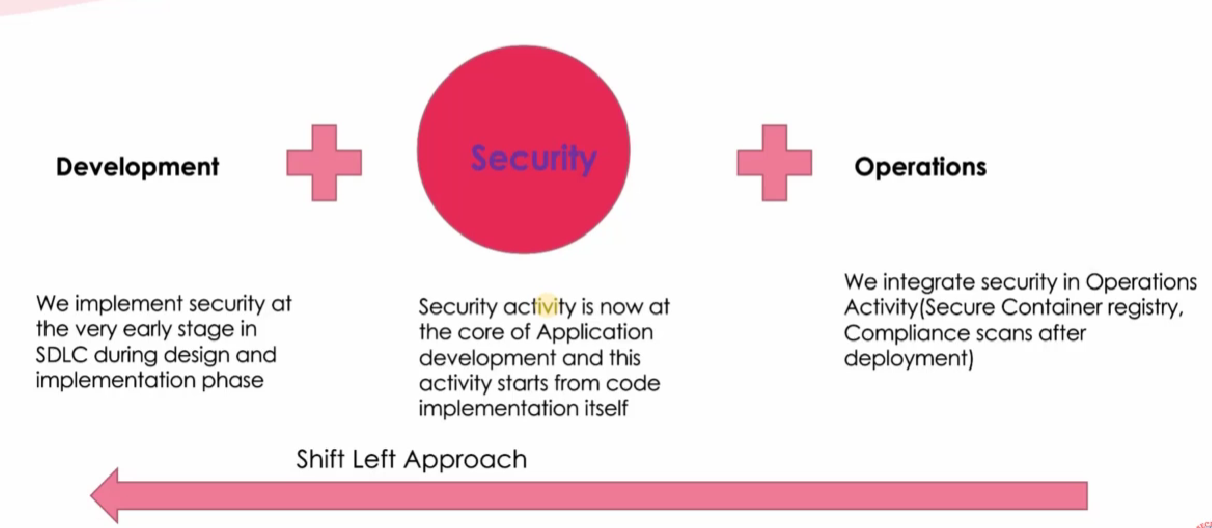 Development
Security
Operations
We implement security at
the very early stage in
SDLC during design and
implementation phase
Security activity is now at
the core of Application
development and this
activity starts from code
implementation itself
We integrate security in Operations
Activity(Secure Container registry,
Compliance scans after
deployment)
Shift Left Approach